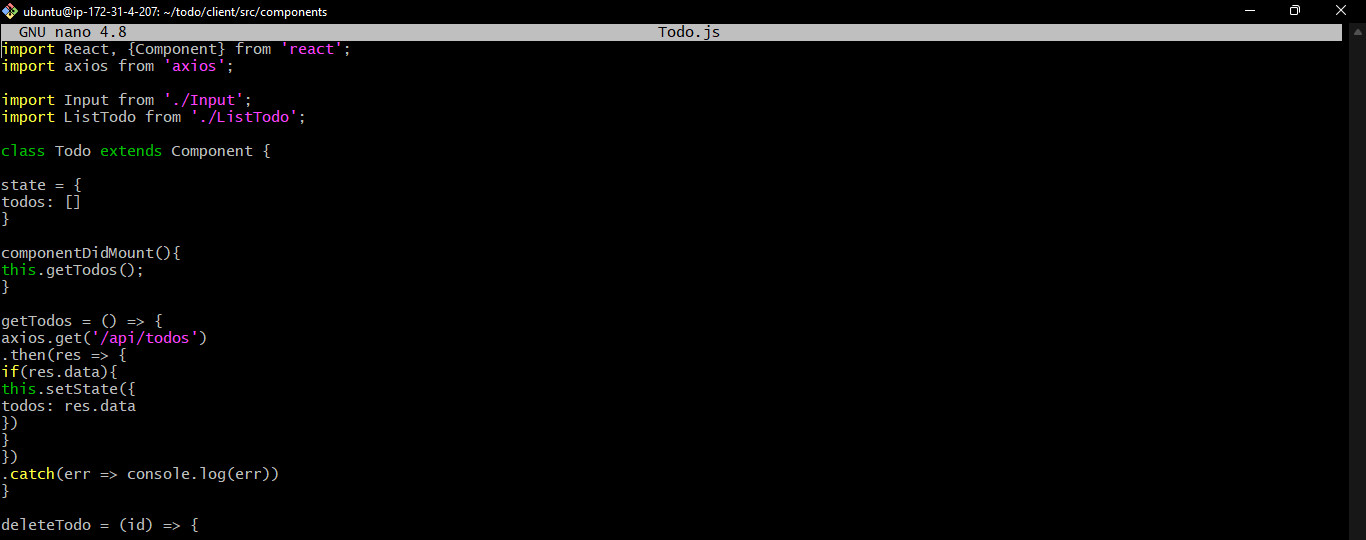 ubuntu@ip-172-31-4-207: ~/todo/client/src/components
GNU nano 4.8 Todo.js
import React, {Component} from 'react';
import axios from 'axios';
import Input from './Input';
import ListTodo from './ListTodo';
class Todo extends Component {
state = {
todos: []
}
componentDidMount(){
this.getTodos();
}
getTodos = () => {
axios.get('/api/todos')
.then(res => {
if(res.data){
this.setState({
todos: res.data
})
}
})
.catch(err => console.log(err))
}
deleteTodo = (id) => {